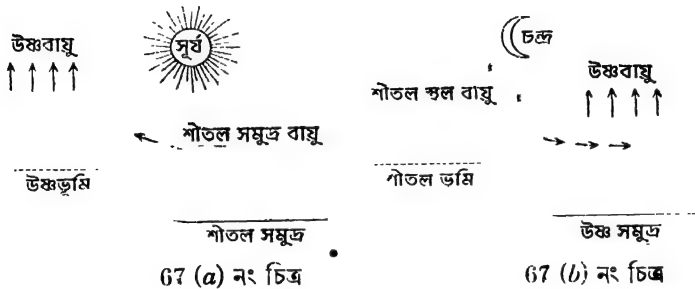 উষ্ণবায়ু
সূর্য
শীতল সমুদ্র বায়ু
উষ্ণভূমি
শীতল সমুদ্র
67 (a) নং চিত্র
চন্দ্র
উষ্ণবায়ু
শীতল স্থল বায়ু
শীতল ভূমি
উষ্ণ সমুদ্র
67 (b) নং চিত্র